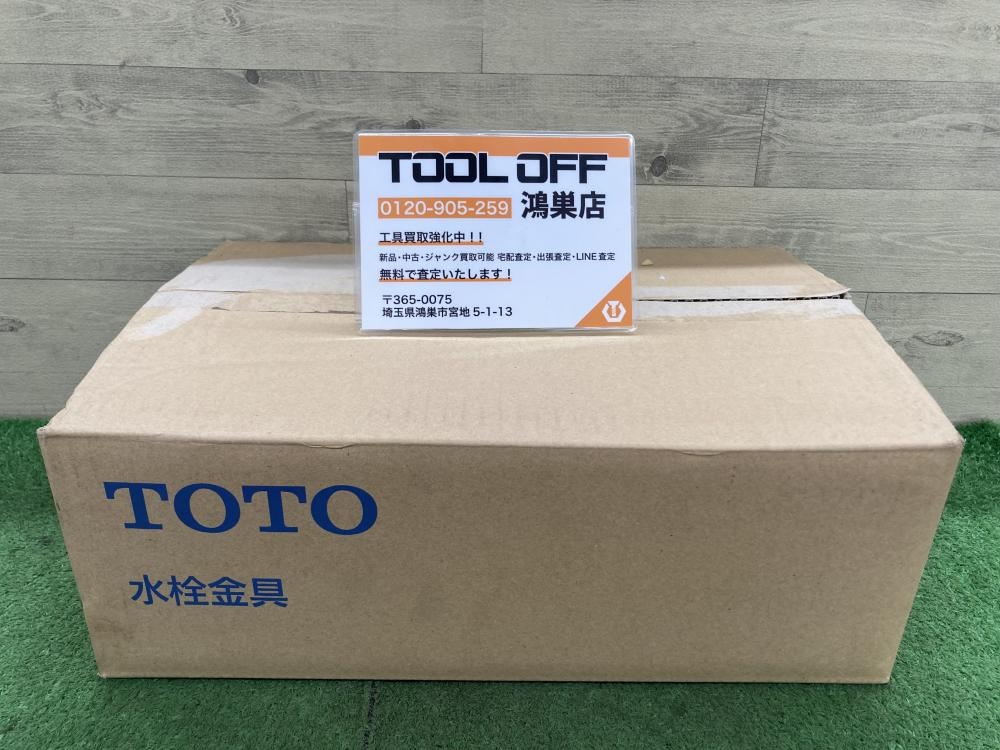 TOOL OFF
0120-905-259 鴻巣店
工具買取強化中！！
新品・中古・ジャンク買取可能 宅配査定・出張査定・LINE査定
無料で査定いたします！
〒365-0075
埼玉県鴻巣市宮地 5-1-13
TOTO
水栓金具